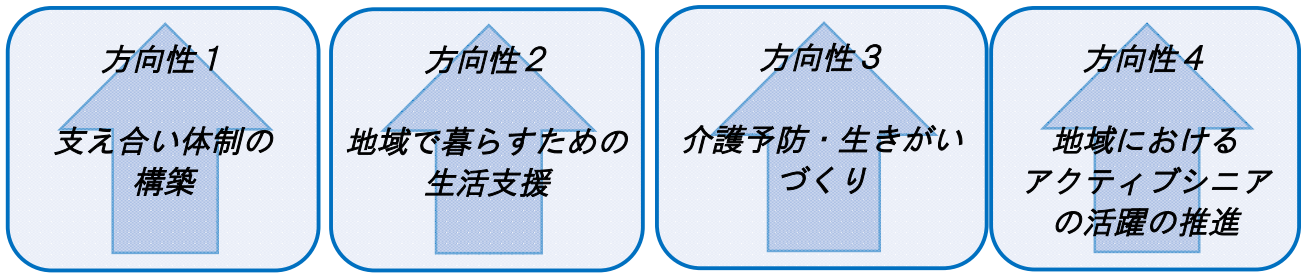 方向性１
支え合い体制の
構築
方向性２
地域で暮らすための
生活支援
方向性３
介護予防・生きがい
づくり
方向性４
地域における
アクティブシニア
の活躍の推進